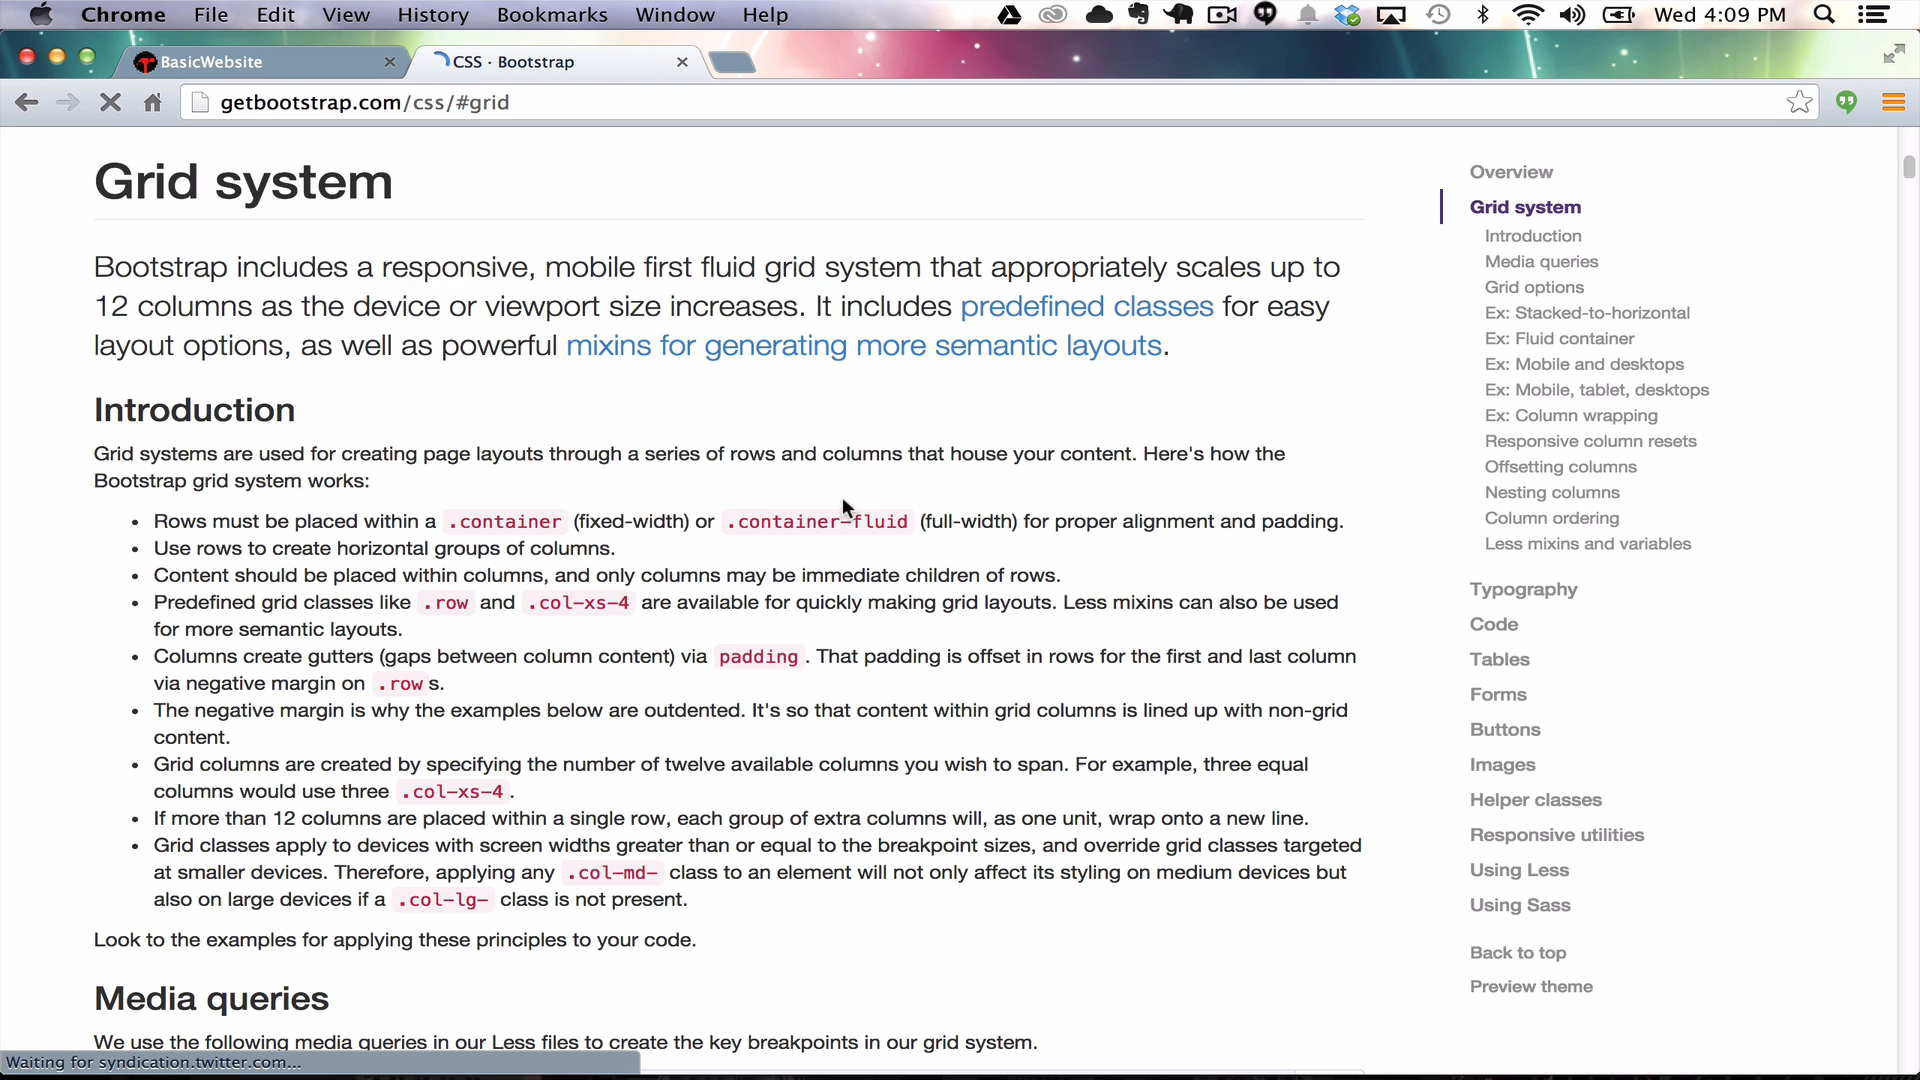 Chrome File Edit View History Bookmarks Window Help Wed 4:09 PM
BasicWebsite CSS · Bootstrap
getbootstrap.com/css/#grid
Grid system
Bootstrap includes a responsive, mobile first fluid grid system that appropriately scales up to
12 columns as the device or viewport size increases. It includes predefined classes for easy
layout options, as well as powerful mixins for generating more semantic layouts.
Introduction
Grid systems are used for creating page layouts through a series of rows and columns that house your content. Here's how the
Bootstrap grid system works:
• Rows must be placed within a .container (fixed-width) or .container-fluid (full-width) for proper alignment and padding.
• Use rows to create horizontal groups of columns.
• Content should be placed within columns, and only columns may be immediate children of rows.
• Predefined grid classes like .row and .col-xs-4 are available for quickly making grid layouts. Less mixins can also be used
for more semantic layouts.
• Columns create gutters (gaps between column content) via padding. That padding is offset in rows for the first and last column
via negative margin on .rows.
• The negative margin is why the examples below are outdented. It's so that content within grid columns is lined up with non-grid
content.
• Grid columns are created by specifying the number of twelve available columns you wish to span. For example, three equal
columns would use three .col-xs-4.
• If more than 12 columns are placed within a single row, each group of extra columns will, as one unit, wrap onto a new line.
• Grid classes apply to devices with screen widths greater than or equal to the breakpoint sizes, and override grid classes targeted
at smaller devices. Therefore, applying any .col-md- class to an element will not only affect its styling on medium devices but
also on large devices if a .col-lg- class is not present.
Look to the examples for applying these principles to your code.
Media queries
We use the following media queries in our Less files to create the key breakpoints in our grid system.
Waiting for syndication.twitter.com...
Overview
Grid system
Introduction
Media queries
Grid options
Ex: Stacked-to-horizontal
Ex: Fluid container
Ex: Mobile and desktops
Ex: Mobile, tablet, desktops
Ex: Column wrapping
Responsive column resets
Offsetting columns
Nesting columns
Column ordering
Less mixins and variables
Typography
Code
Tables
Forms
Buttons
Images
Helper classes
Responsive utilities
Using Less
Using Sass
Back to top
Preview theme